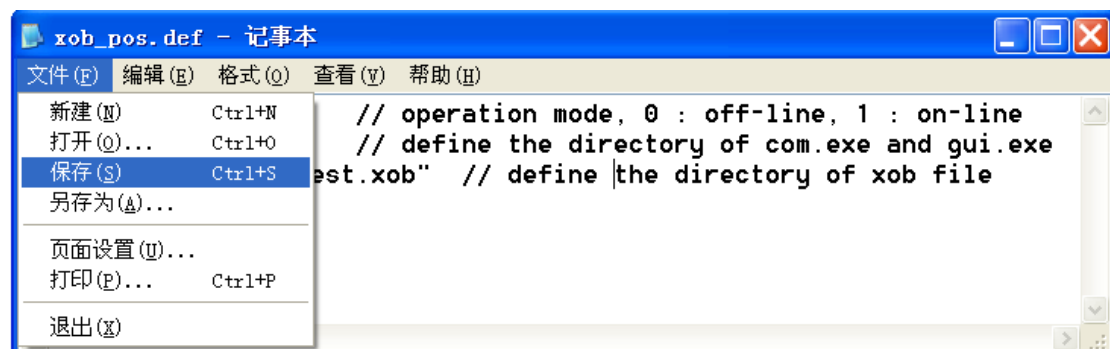 xob_pos.def - 记事本
文件(F) 编辑(E) 格式(O) 查看(V) 帮助(H)
新建(N) Ctrl+N // operation mode, 0 : off-line, 1 : on-line
打开(O)... Ctrl+O // define the directory of com.exe and gui.exe
保存(S) Ctrl+S est.xob" // define the directory of xob file
另存为(A)...
页面设置(U)...
打印(P)... Ctrl+P
退出(X)